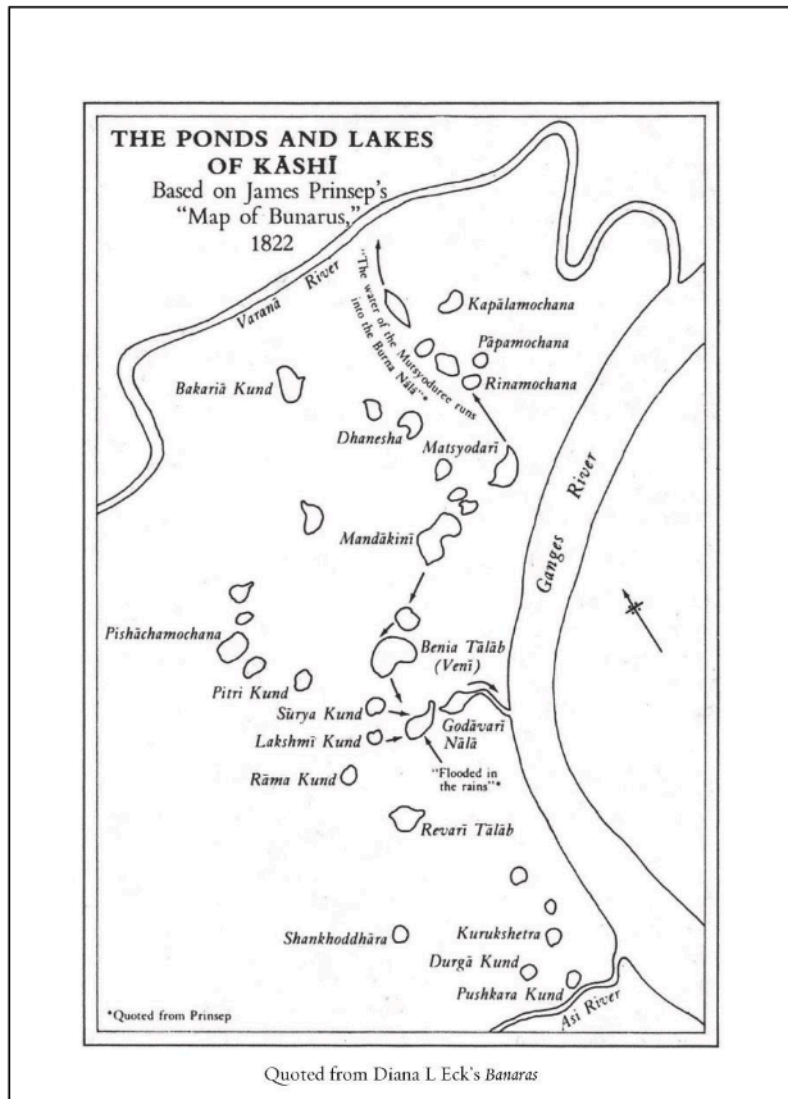 THE PONDS AND LAKES
OF KĀSHĪ
Based on James Prinsep's
"Map of Bunarus,"
1822
Varanā River
"The water of the Mutsyoduree runs
into the Burna Nālā"*
Kapālamochana
Pāpamochana
Rinamochana
Bakariā Kund
Dhanesha
Matsyodarī
Mandākinī
Ganges River
Pishāchamochana
Pitri Kund
Benia Tālāb
(Venī)
Sūrya Kund
Lakshmī Kund
Godāvarī
Nālā
Rāma Kund
"Flooded in
the rains"*
Revarī Tālāb
Shankhoddhāra
Kurukshetra
Durgā Kund
Pushkara Kund
Asi River
*Quoted from Prinsep
Quoted from Diana L Eck's Banaras